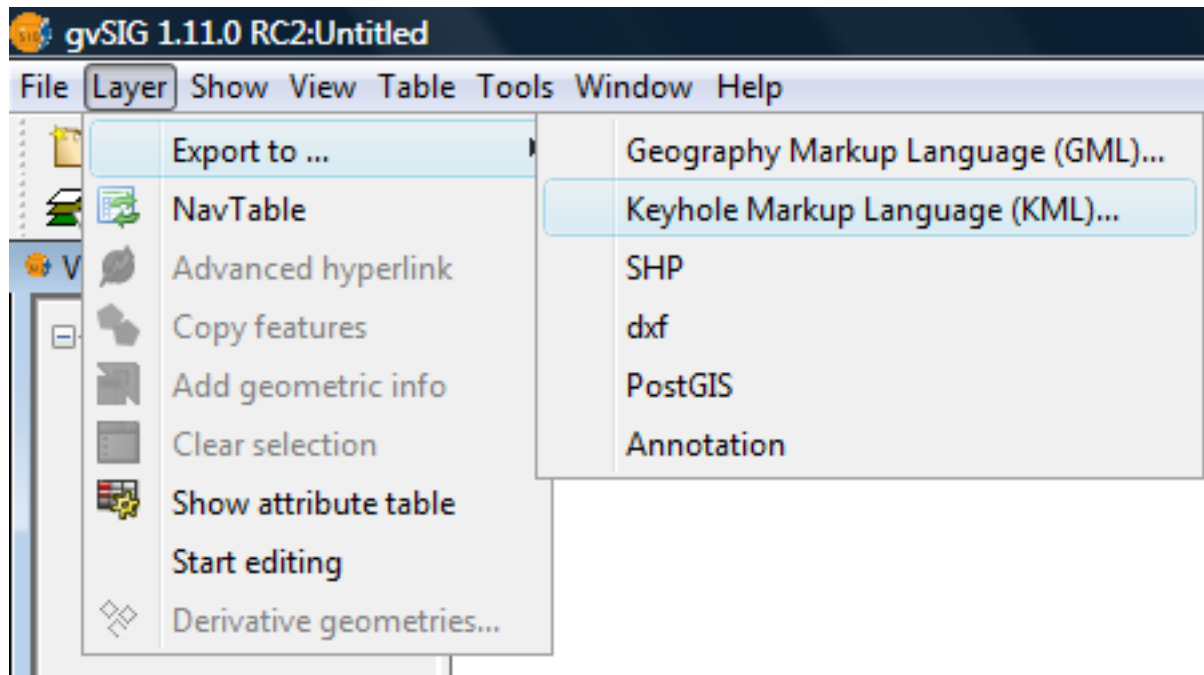 gvSIG 1.11.0 RC2:Untitled
File Layer Show View Table Tools Window Help
Export to ...
NavTable
Advanced hyperlink
Copy features
Add geometric info
Clear selection
Show attribute table
Start editing
Derivative geometries...
Geography Markup Language (GML)...
Keyhole Markup Language (KML)...
SHP
dxf
PostGIS
Annotation
V